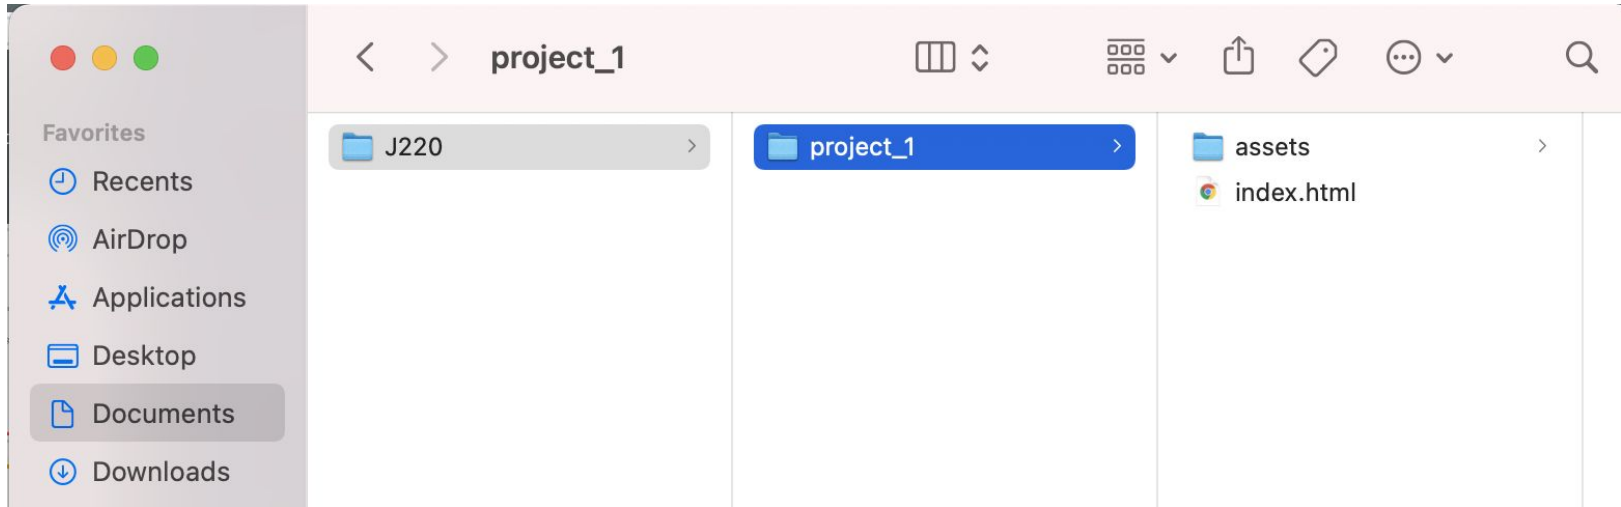 project_1
Favorites
Recents
AirDrop
Applications
Desktop
Documents
Downloads
J220
project_1
assets
index.html